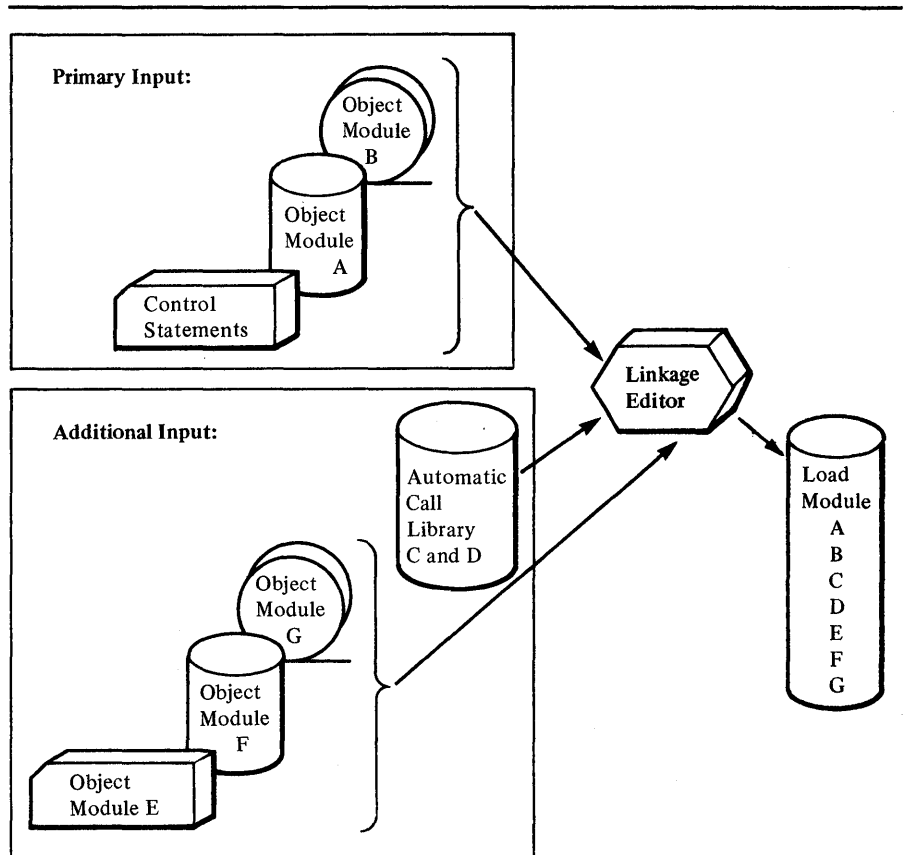 Primary Input:
Object
Module
B
Object
Module
A
Control
Statements
Linkage
Editor
Additional Input:
Automatic
Call
Library
C and D
Load
Module
A
B
C
D
E
F
G
Object
Module
G
Object
Module
F
Object
Module E